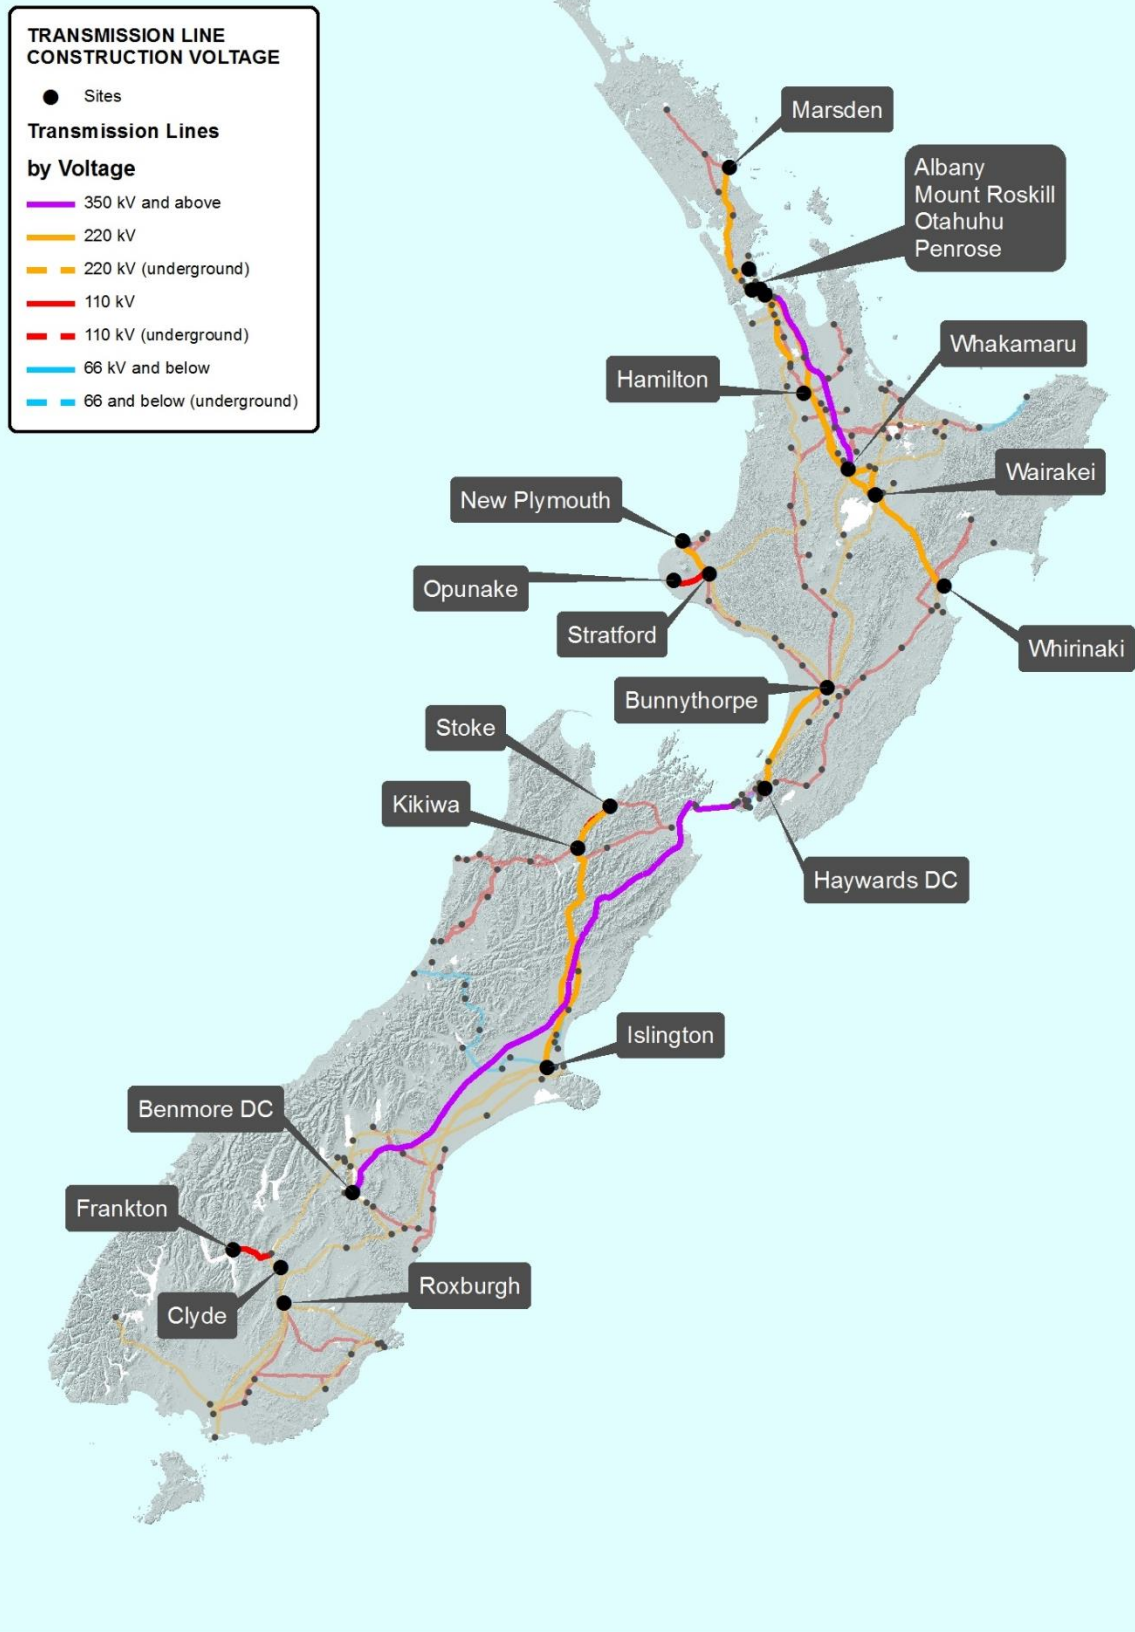 TRANSMISSION LINE
CONSTRUCTION VOLTAGE
Sites
Transmission Lines
by Voltage
350 kV and above
220 kV
220 kV (underground)
110 kV
110 kV (underground)
66 kV and below
66 and below (underground)
Marsden
Albany
Mount Roskill
Otahuhu
Penrose
Whakamaru
Hamilton
Wairakei
New Plymouth
Opunake
Stratford
Whirinaki
Bunnythorpe
Stoke
Kikiwa
Haywards DC
Islington
Benmore DC
Frankton
Roxburgh
Clyde